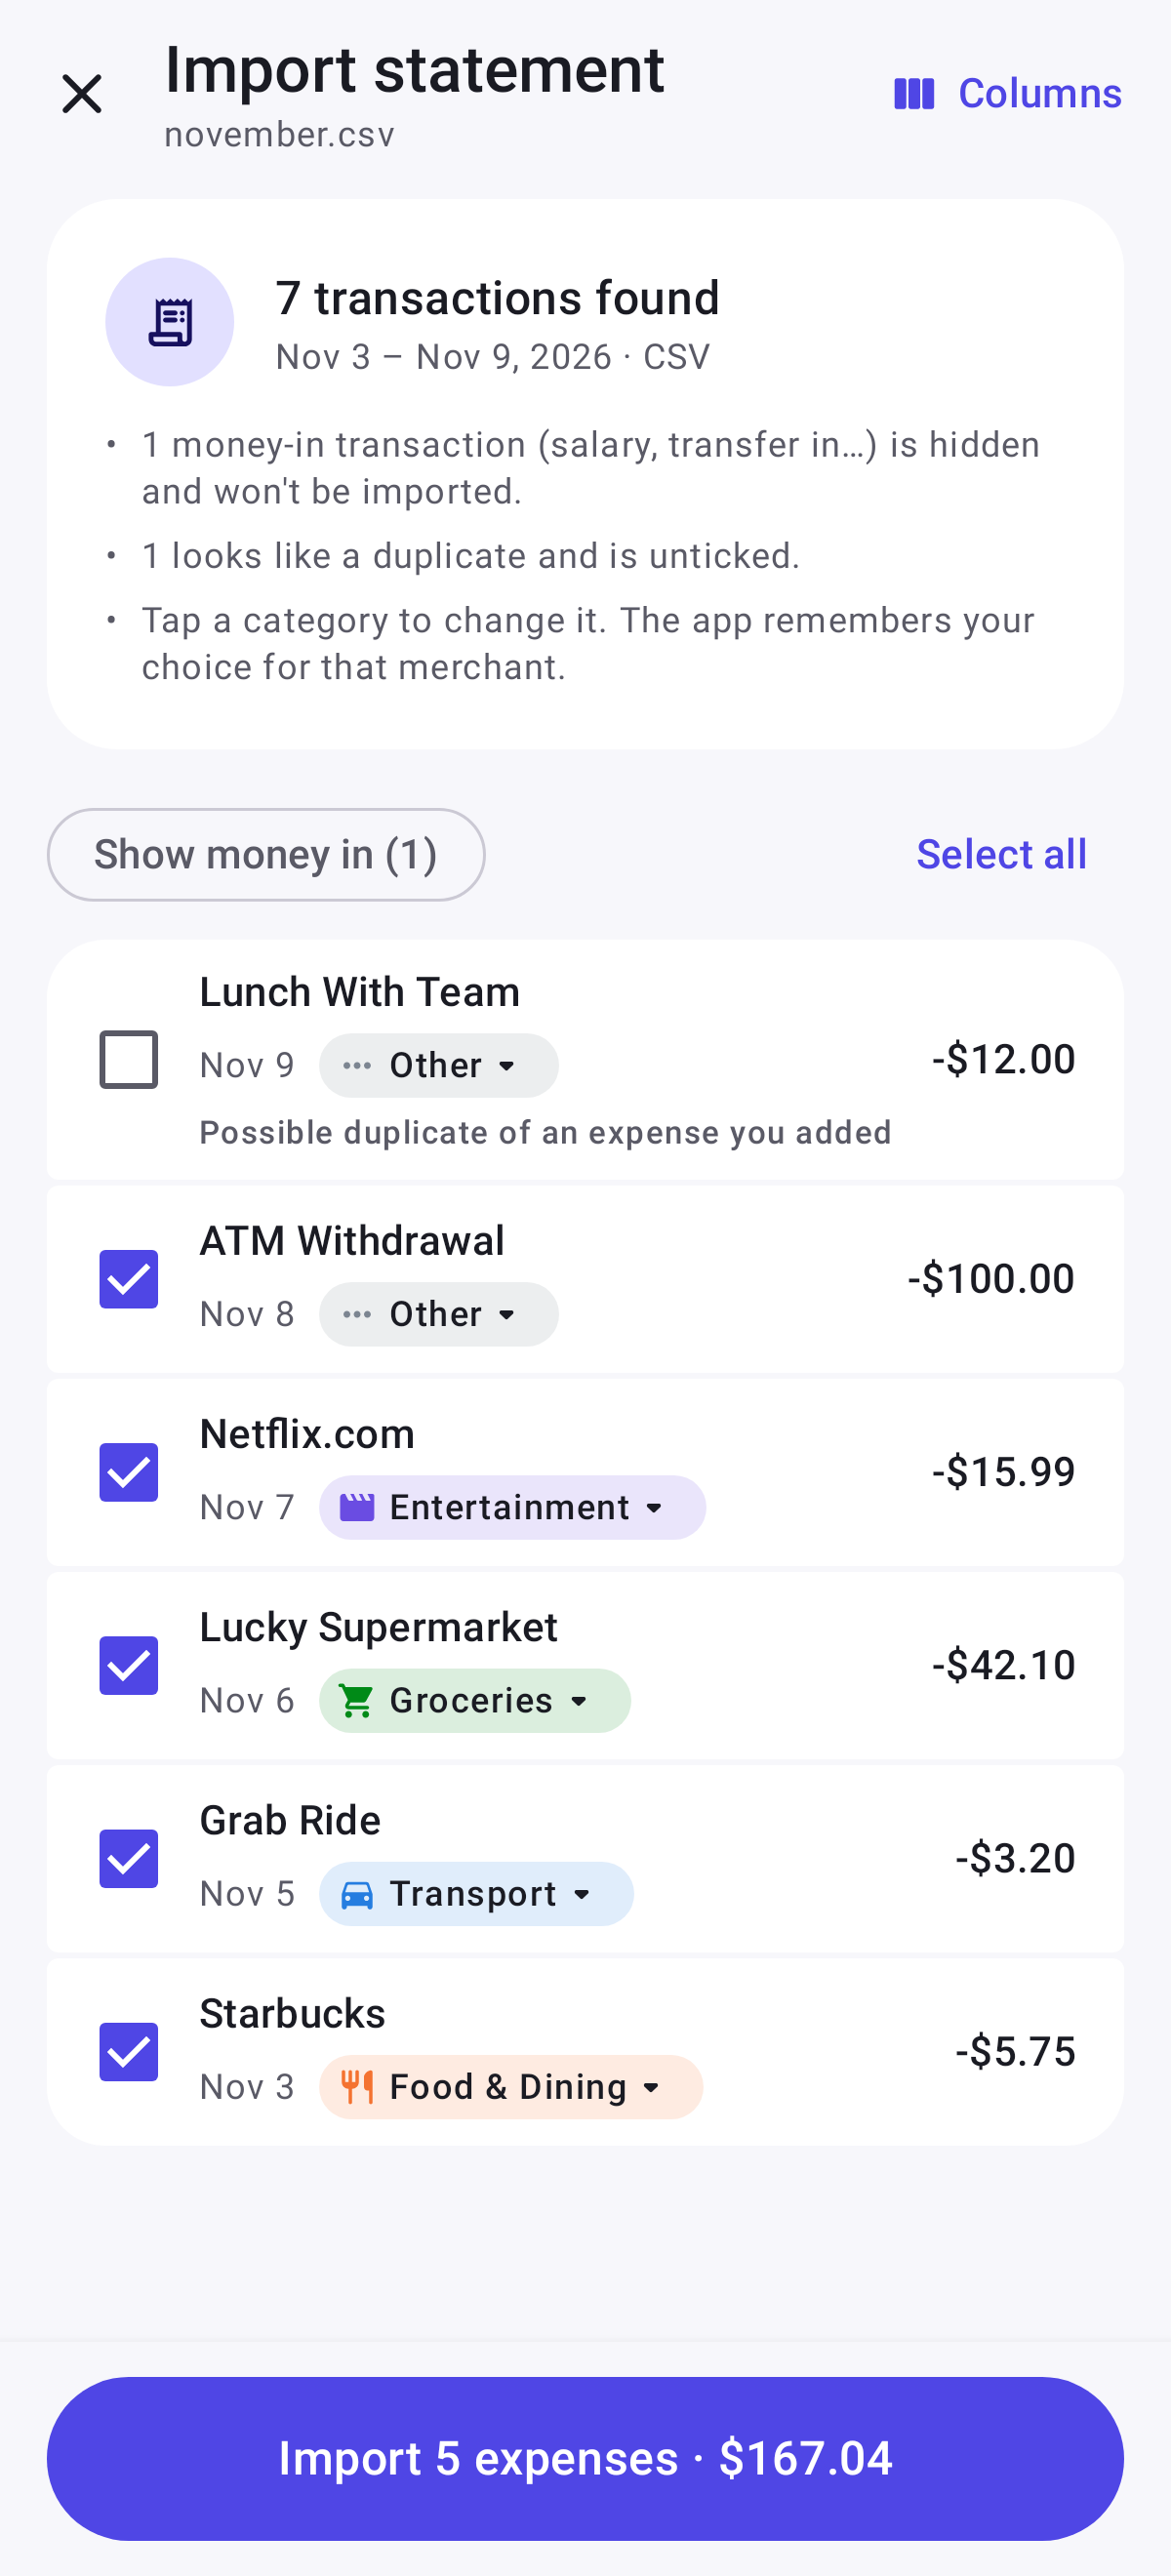 Import statement
november.csv
Columns
7 transactions found
Nov 3 – Nov 9, 2026 · CSV
• 1 money-in transaction (salary, transfer in…) is hidden
and won't be imported.
• 1 looks like a duplicate and is unticked.
• Tap a category to change it. The app remembers your
choice for that merchant.
Show money in (1)
Select all
Lunch With Team
Nov 9 Other
-$12.00
Possible duplicate of an expense you added
ATM Withdrawal
Nov 8 Other
-$100.00
Netflix.com
Nov 7 Entertainment
-$15.99
Lucky Supermarket
Nov 6 Groceries
-$42.10
Grab Ride
Nov 5 Transport
-$3.20
Starbucks
Nov 3 Food & Dining
-$5.75
Import 5 expenses · $167.04